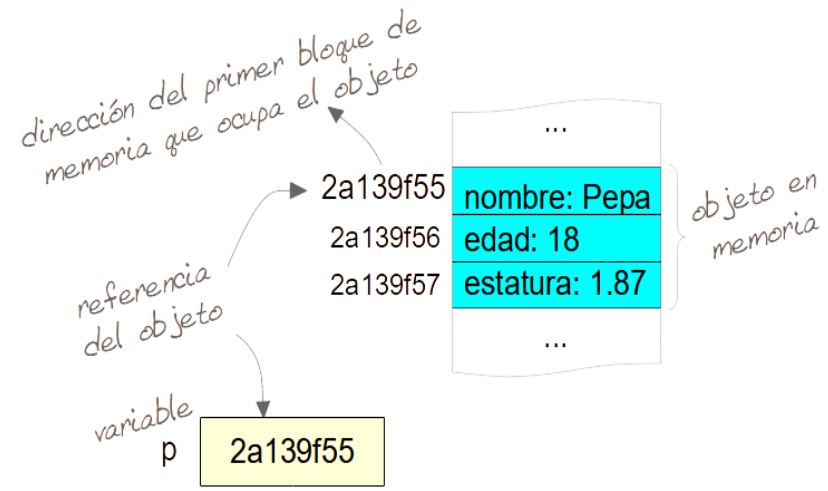 dirección del primer bloque de
memoria que ocupa el objeto
...
2a139f55 nombre: Pepa
2a139f56 edad: 18
2a139f57 estatura: 1.87
...
objeto en
memoria
referencia
del objeto
variable
p 2a139f55